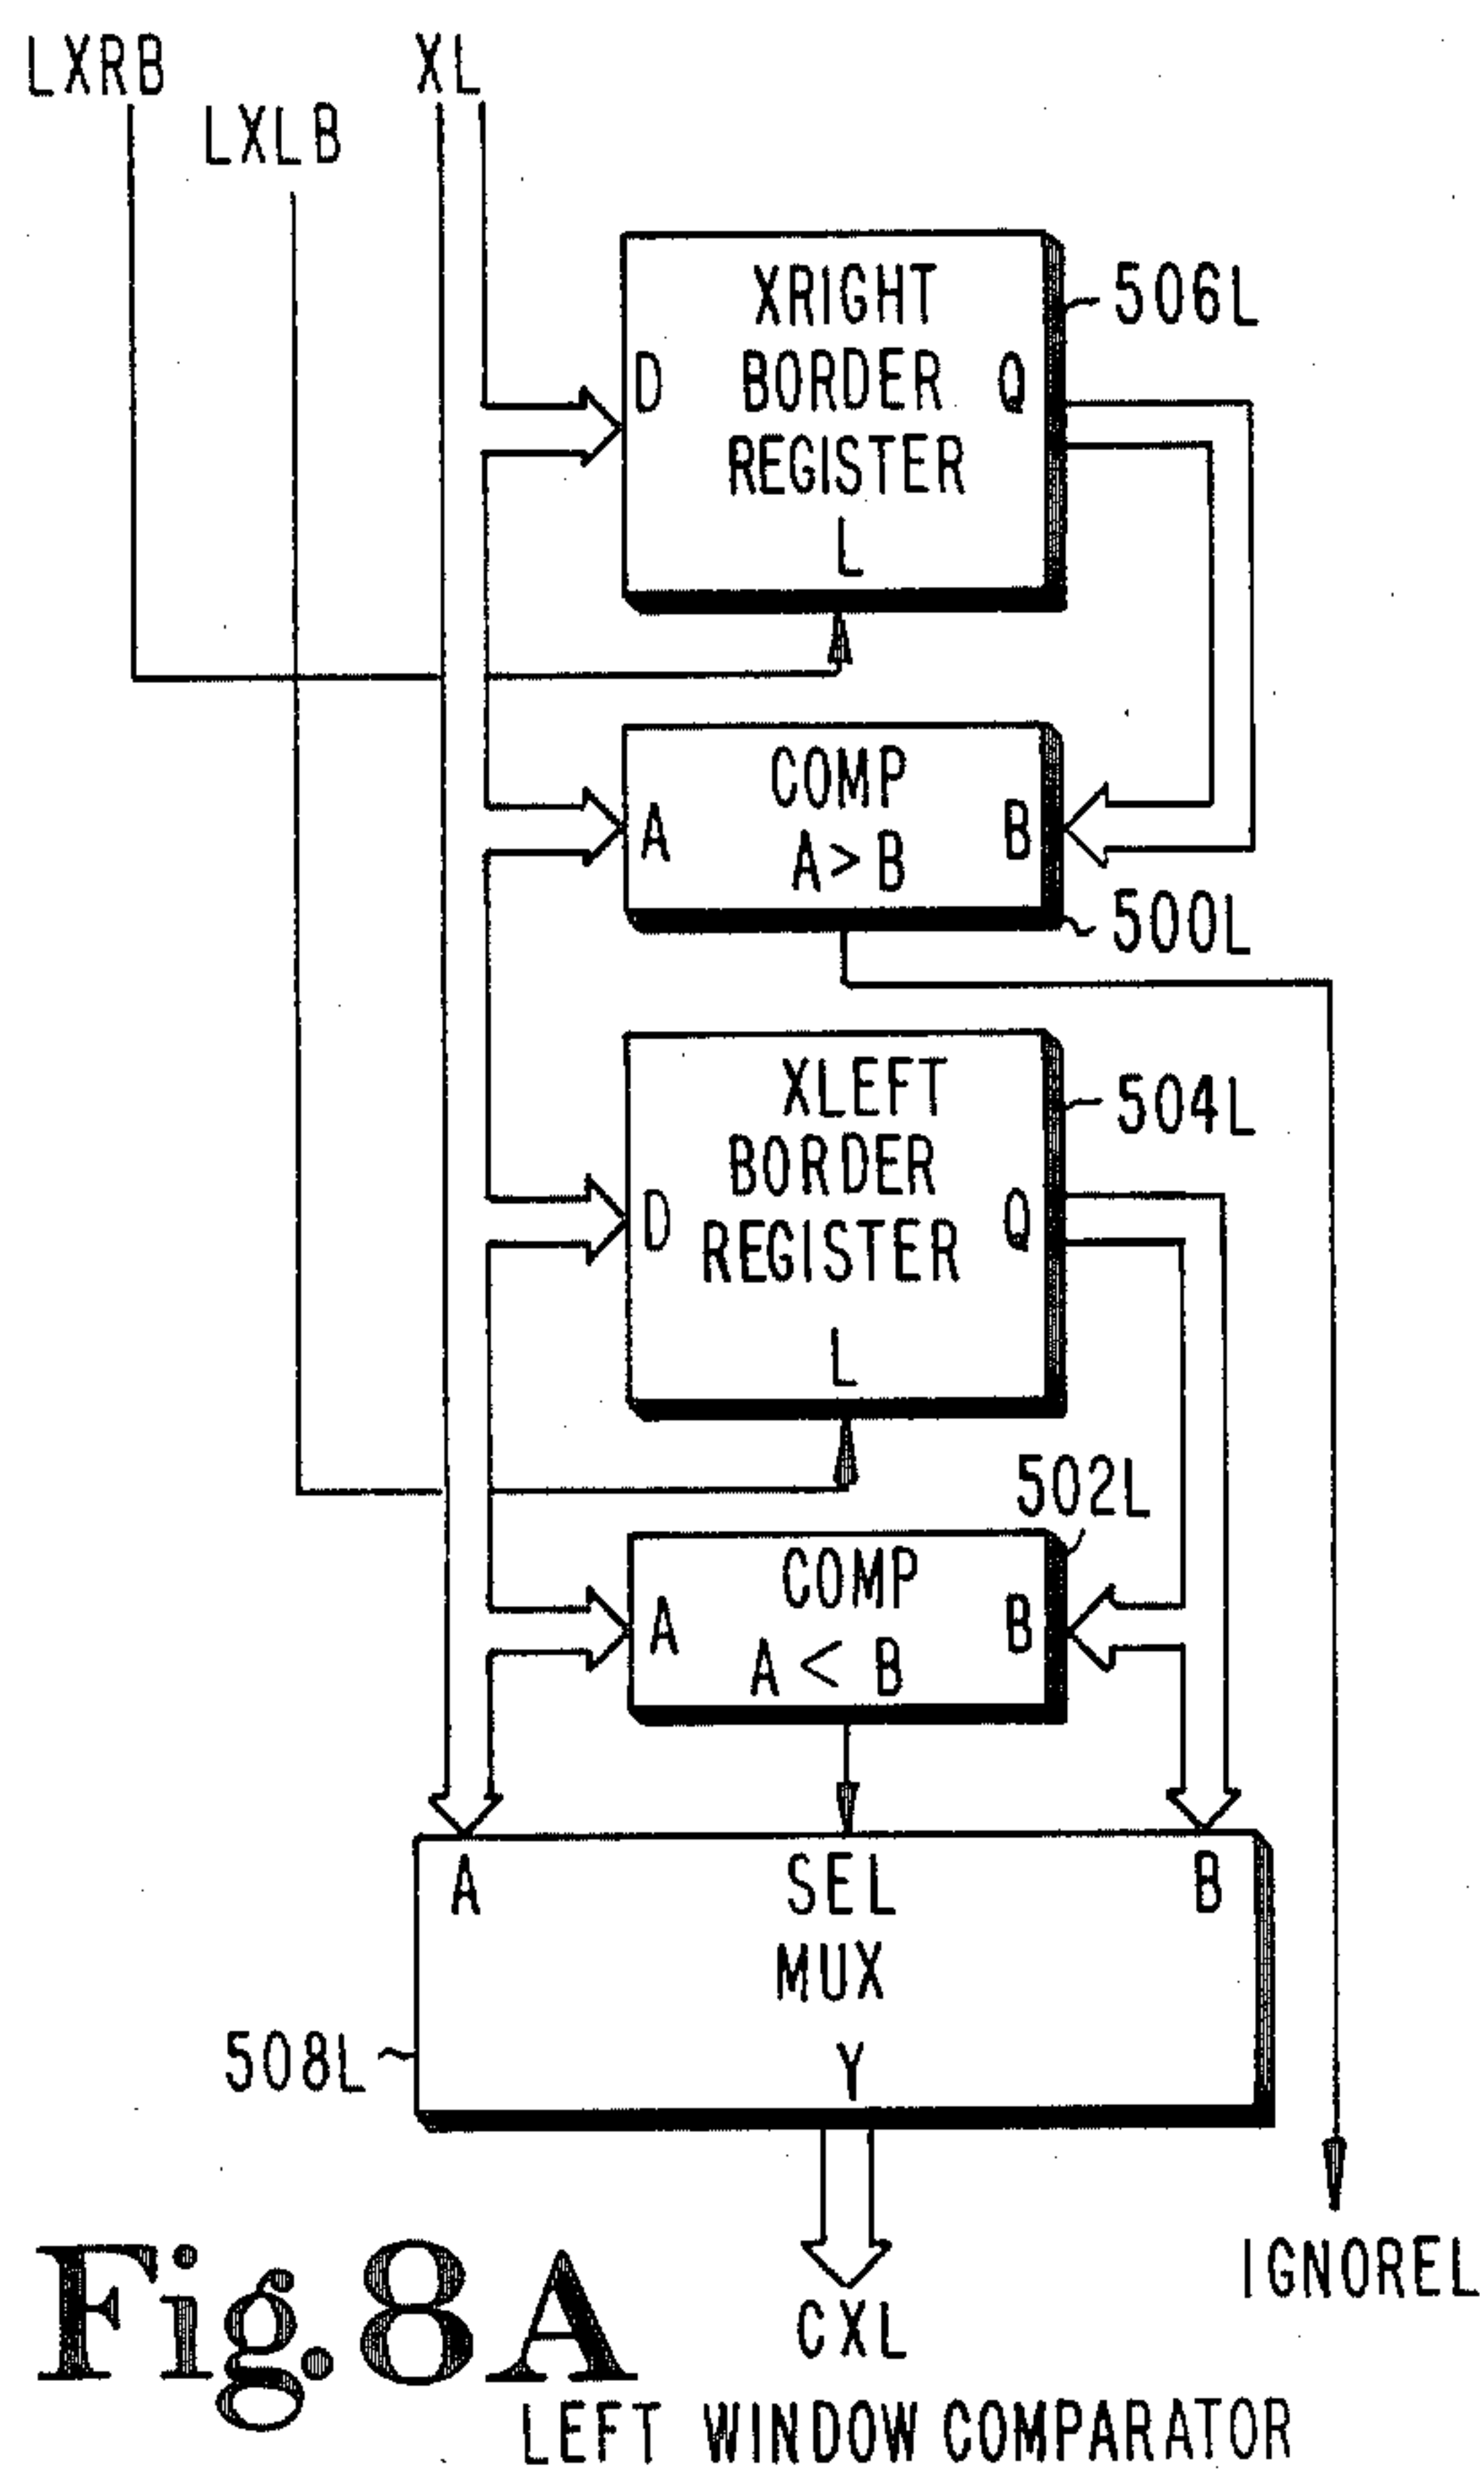 LXRB
XL
LXLB
XRIGHT
BORDER
REGISTER
D
Q
L
506L
COMP
A > B
A
B
500L
XLEFT
BORDER
REGISTER
D
Q
L
504L
502L
COMP
A < B
A
B
A
SEL
B
MUX
Y
508L
CXL
IGNOREL
Fig. 8A
LEFT WINDOW COMPARATOR